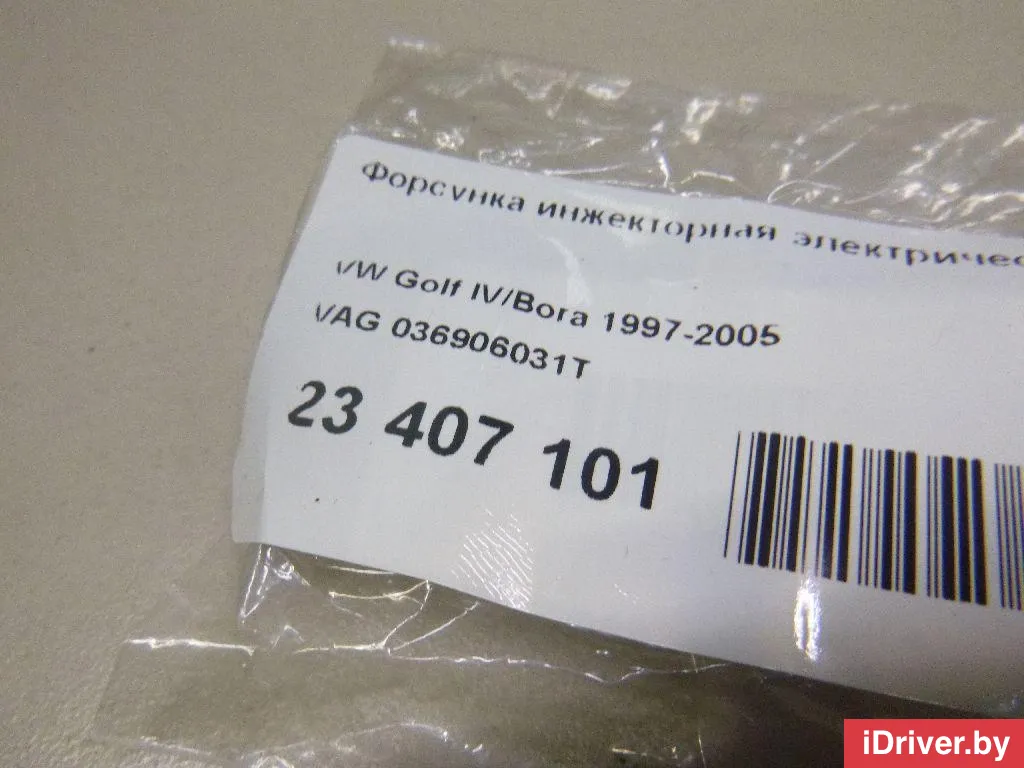 Форсунка инжекторная электричес
VW Golf IV/Bora 1997-2005
VAG 036906031T
23 407 101
iDriver.by